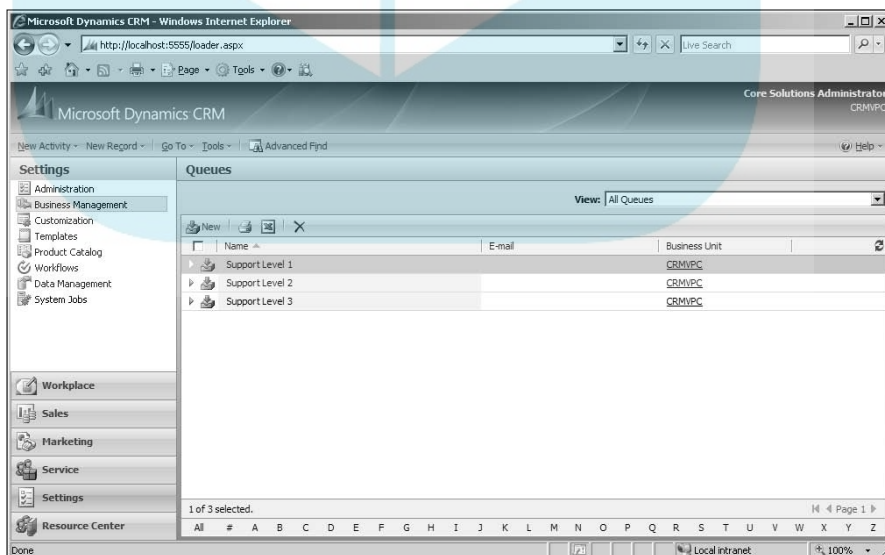 Microsoft Dynamics CRM - Windows Internet Explorer
http://localhost:5555/loader.aspx
Live Search
Page
Tools
Microsoft Dynamics CRM
Core Solutions Administrator
CRMVPC
New Activity
New Record
Go To
Tools
Advanced Find
Help
Settings
Queues
Administration
Business Management
Customization
Templates
Product Catalog
Workflows
Data Management
System Jobs
View: All Queues
New
Name
E-mail
Business Unit
Support Level 1
CRMVPC
Support Level 2
CRMVPC
Support Level 3
CRMVPC
Workplace
Sales
Marketing
Service
Settings
Resource Center
1 of 3 selected.
Page 1
All # A B C D E F G H I J K L M N O P Q R S T U V W X Y Z
Done
Local intranet
100%